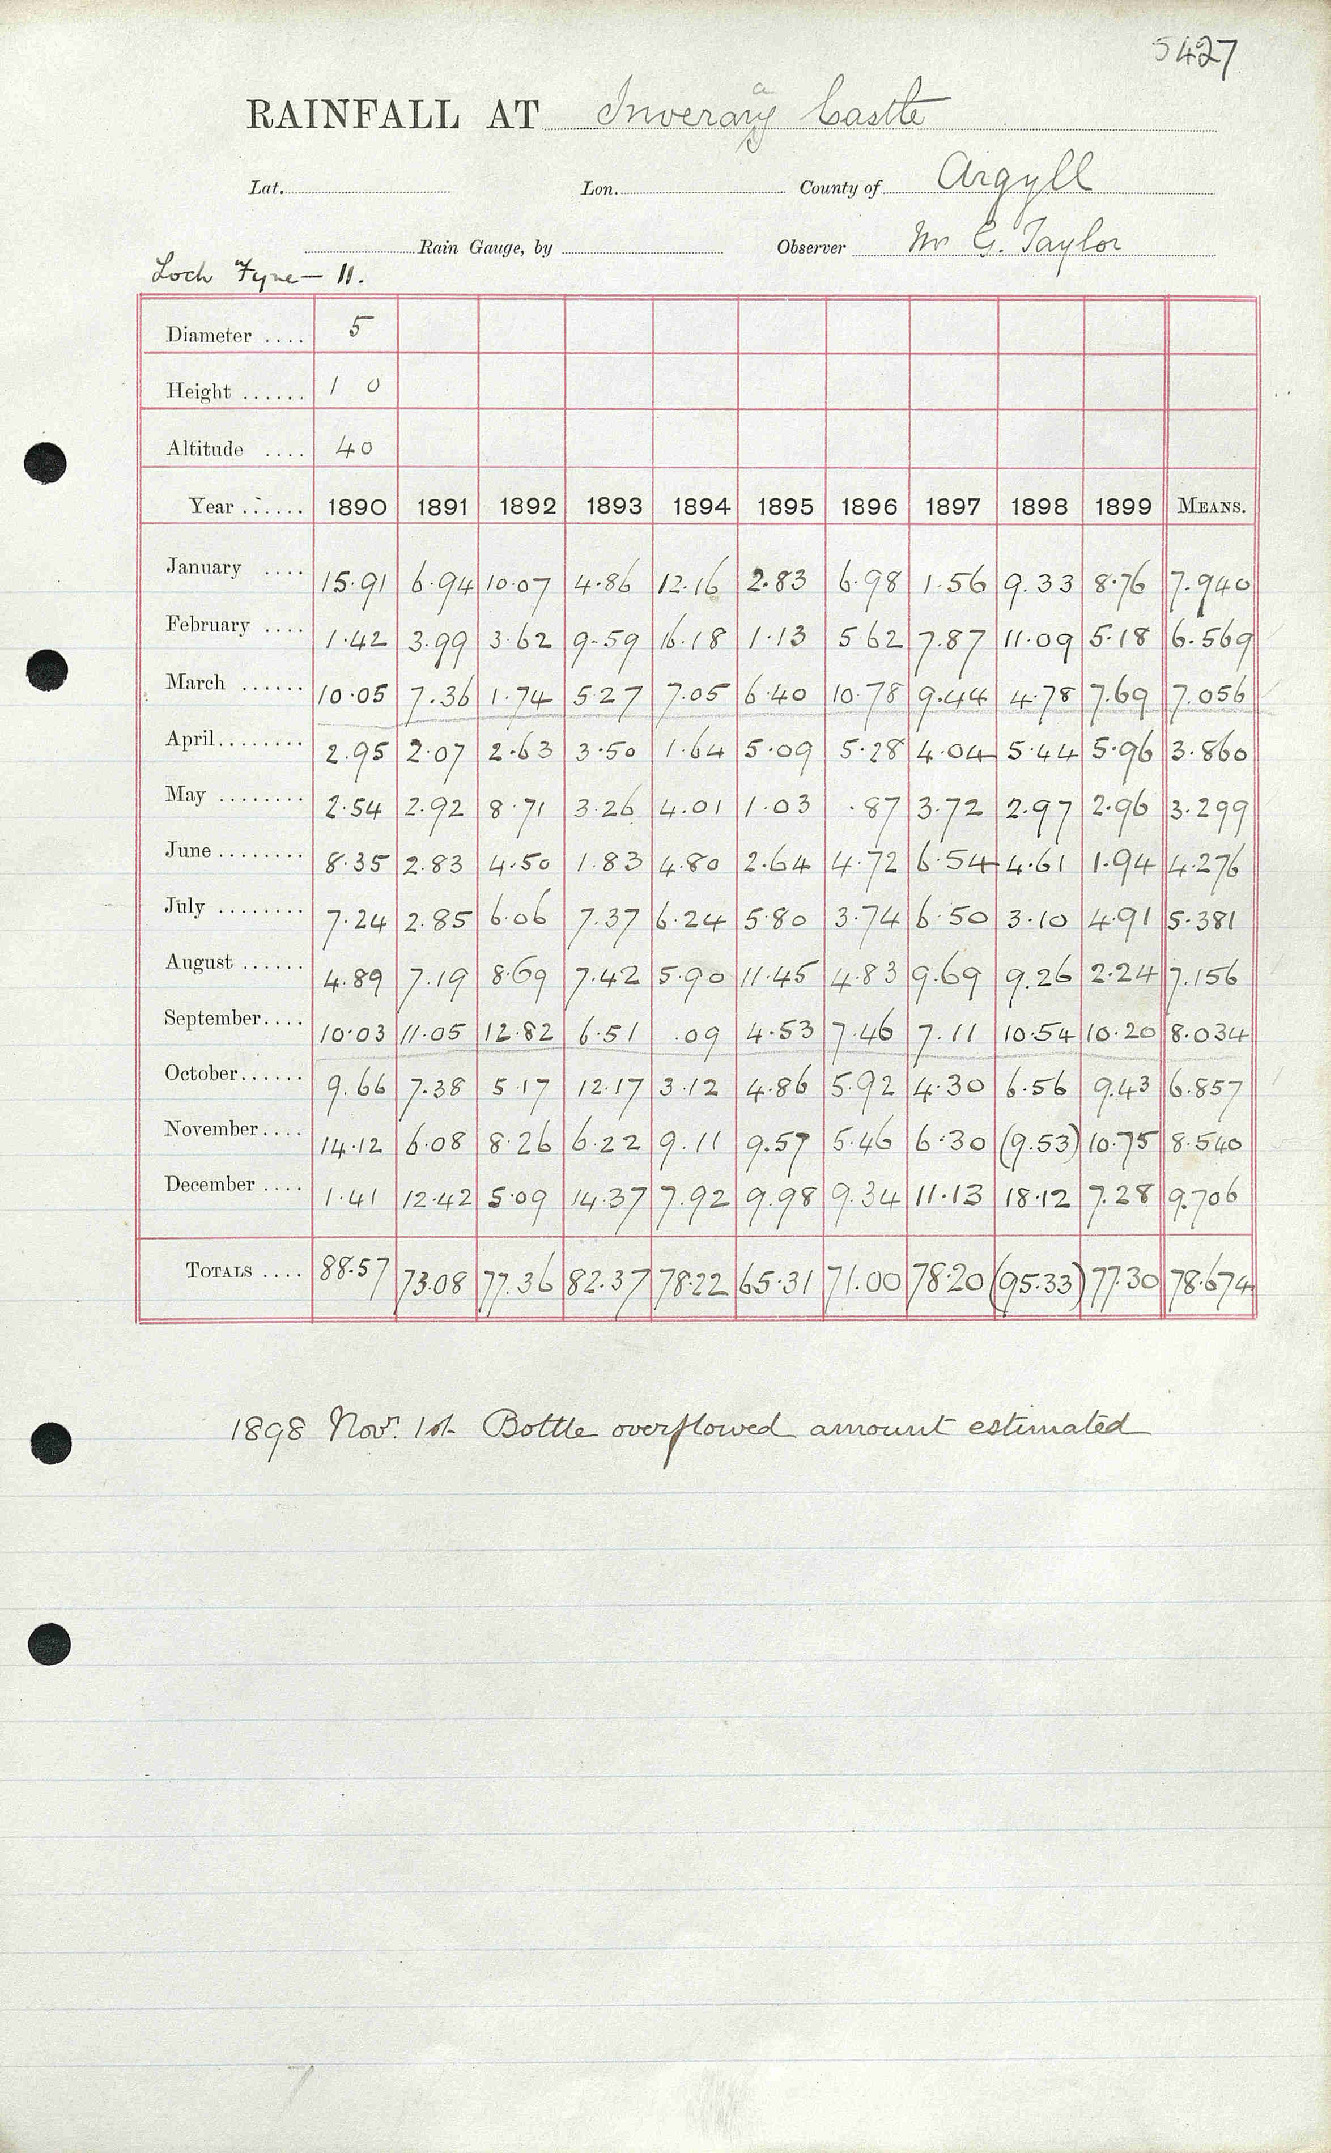 5427
RAINFALL AT Inveraray Castle
Lat. Lon. County of Argyll
Rain Gauge, by Observer Mr G. Taylor
Loch Fyne — 11.
Diameter .... 5
Height ...... 1 0
Altitude .... 40
Year ...... 1890 1891 1892 1893 1894 1895 1896 1897 1898 1899 MEANS.
January .... 15.91 6.94 10.07 4.86 12.16 2.83 6.98 1.56 9.33 8.76 7.940
February .... 1.42 3.99 3.62 9.59 16.18 1.13 5.62 7.87 11.09 5.18 6.569
March ...... 10.05 7.36 1.74 5.27 7.05 6.40 10.78 9.44 4.78 7.69 7.056
April........ 2.95 2.07 2.63 3.50 1.64 5.09 5.28 4.04 5.44 5.96 3.860
May ........ 2.54 2.92 8.71 3.26 4.01 1.03 .87 3.72 2.97 2.96 3.299
June ........ 8.35 2.83 4.50 1.83 4.80 2.64 4.72 6.54 4.61 1.94 4.276
July ........ 7.24 2.85 6.06 7.37 6.24 5.80 3.74 6.50 3.10 4.91 5.381
August ...... 4.89 7.19 8.69 7.42 5.90 11.45 4.83 9.69 9.26 2.24 7.156
September.... 10.03 11.05 12.82 6.51 .09 4.53 7.46 7.11 10.54 10.20 8.034
October...... 9.66 7.38 5.17 12.17 3.12 4.86 5.92 4.30 6.56 9.43 6.857
November.... 14.12 6.08 8.26 6.22 9.11 9.57 5.46 6.30 (9.53) 10.75 8.540
December .... 1.41 12.42 5.09 14.37 7.92 9.98 9.34 11.13 18.12 7.28 9.706
TOTALS .... 88.57 73.08 77.36 82.37 78.22 65.31 71.00 78.20 (95.33) 77.30 78.674
1898 Novr. 1st. Bottle overflowed amount estimated